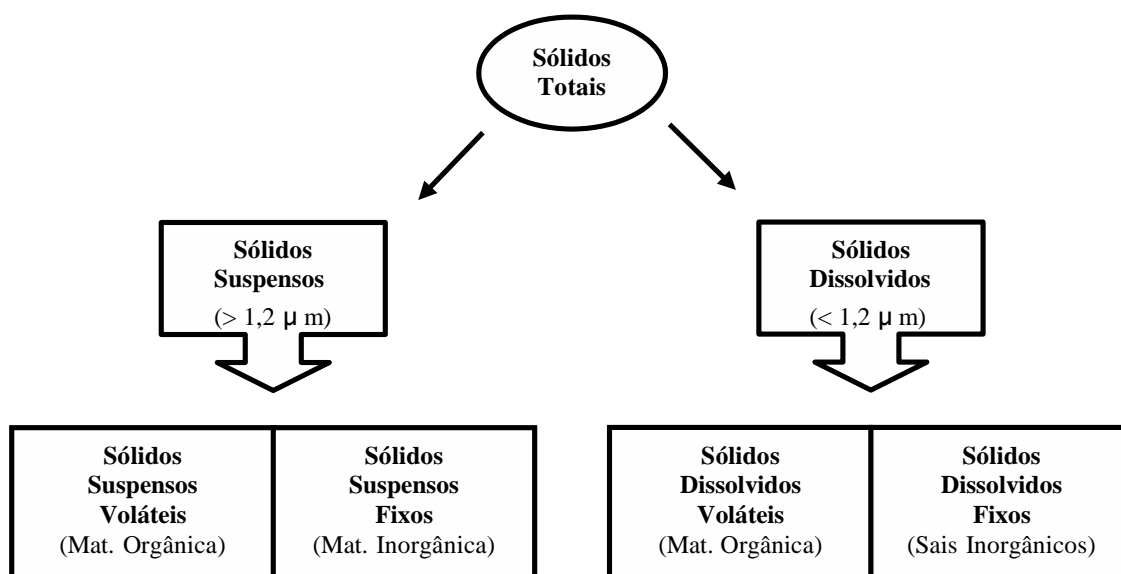 Sólidos
Totais
Sólidos
Suspensos
(> 1,2 µ m)
Sólidos
Dissolvidos
(< 1,2 µ m)
Sólidos
Suspensos
Voláteis
(Mat. Orgânica)
Sólidos
Suspensos
Fixos
(Mat. Inorgânica)
Sólidos
Dissolvidos
Voláteis
(Mat. Orgânica)
Sólidos
Dissolvidos
Fixos
(Sais Inorgânicos)